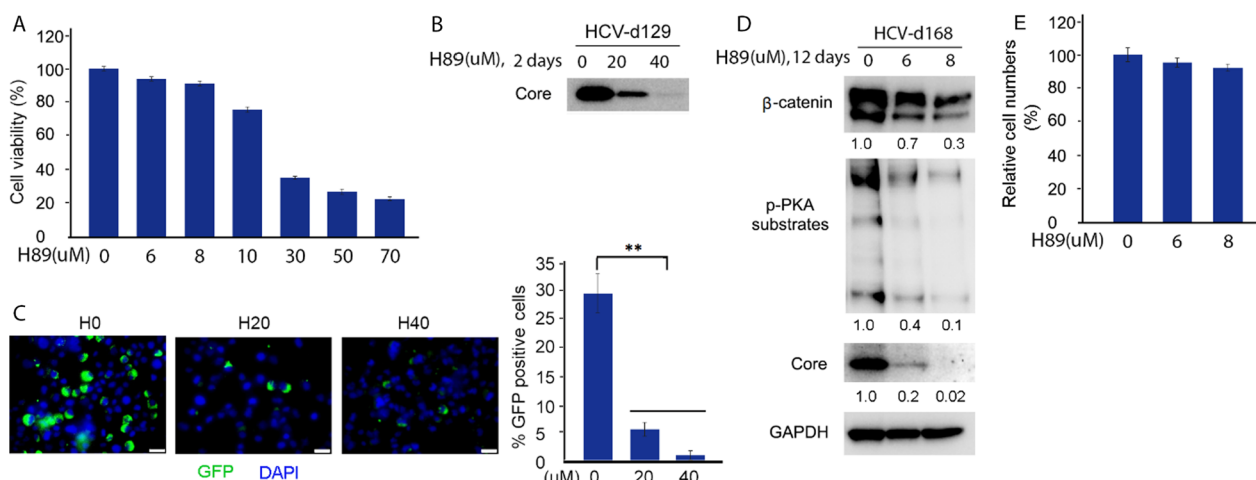 A
Cell viability (%)
120
100
80
60
40
20
0
H89(uM) 0 6 8 10 30 50 70
B
HCV-d129
H89(uM), 2 days 0 20 40
Core
C
H0 H20 H40
GFP DAPI
% GFP positive cells
35
30
25
20
15
10
5
0
**
(uM) 0 20 40
D
HCV-d168
H89(uM), 12 days 0 6 8
β-catenin
1.0 0.7 0.3
p-PKA
substrates
1.0 0.4 0.1
Core
1.0 0.2 0.02
GAPDH
E
Relative cell numbers
(%)
120
100
80
60
40
20
0
H89(uM) 0 6 8